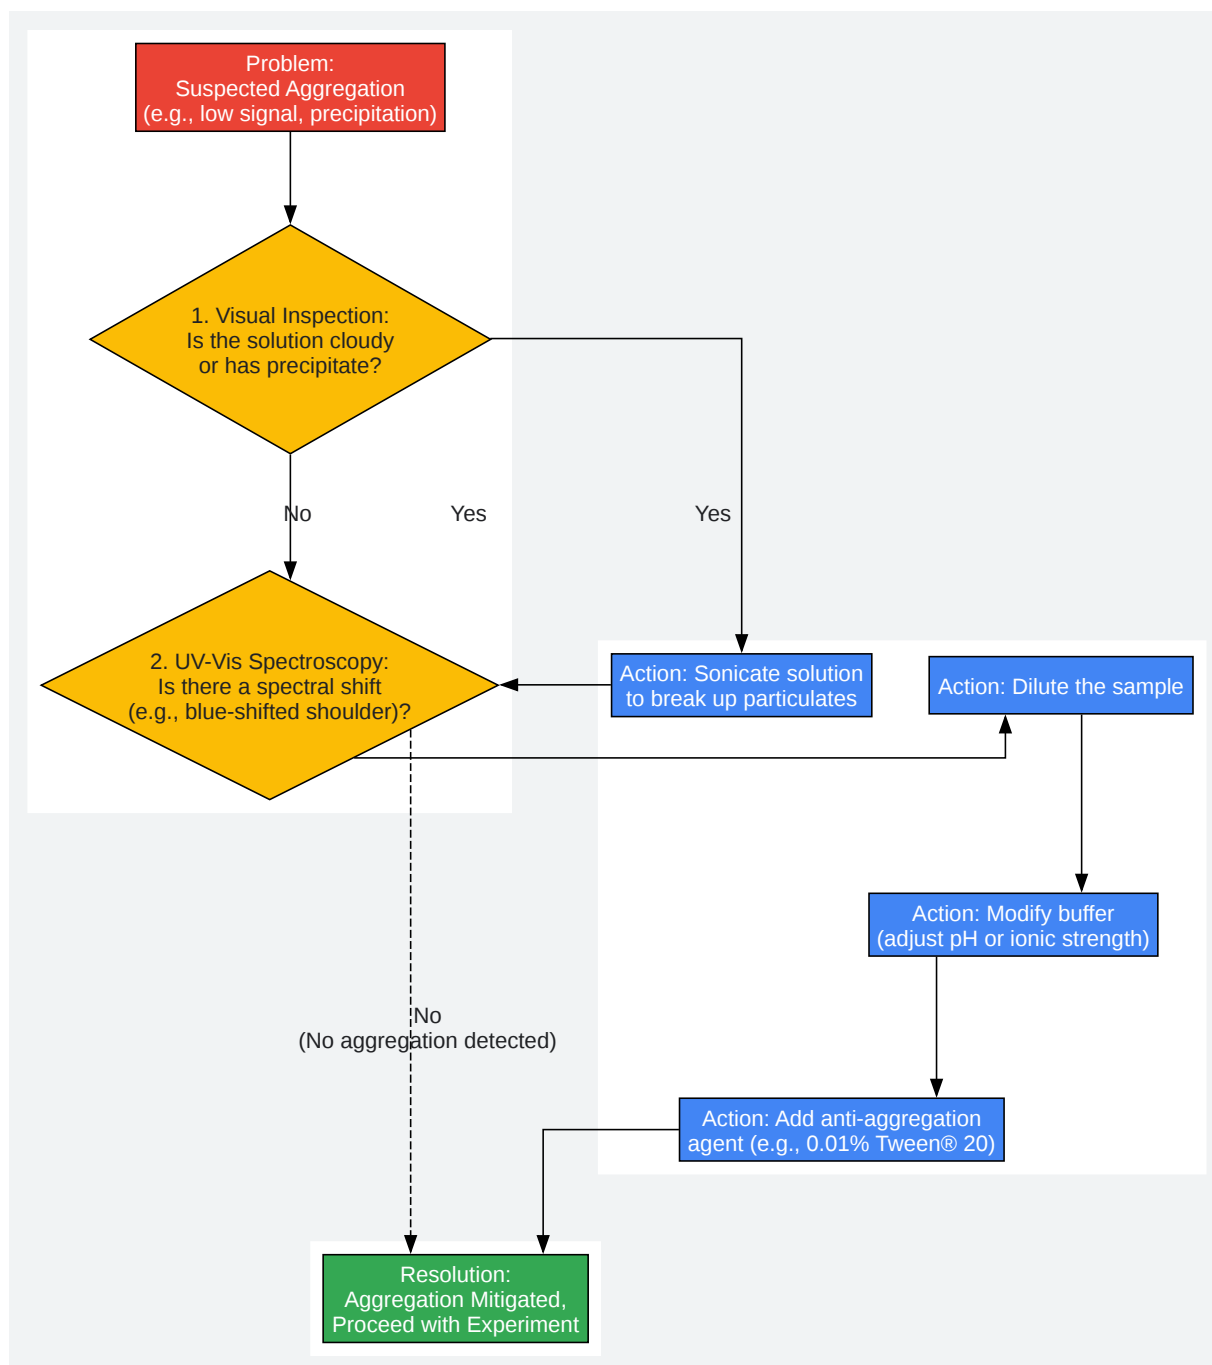 Problem:
Suspected Aggregation
(e.g., low signal, precipitation)
1. Visual Inspection:
Is the solution cloudy
or has precipitate?
No
Yes
Yes
2. UV-Vis Spectroscopy:
Is there a spectral shift
(e.g., blue-shifted shoulder)?
Action: Sonicate solution
to break up particulates
Action: Dilute the sample
Action: Modify buffer
(adjust pH or ionic strength)
No
(No aggregation detected)
Action: Add anti-aggregation
agent (e.g., 0.01% Tween® 20)
Resolution:
Aggregation Mitigated,
Proceed with Experiment